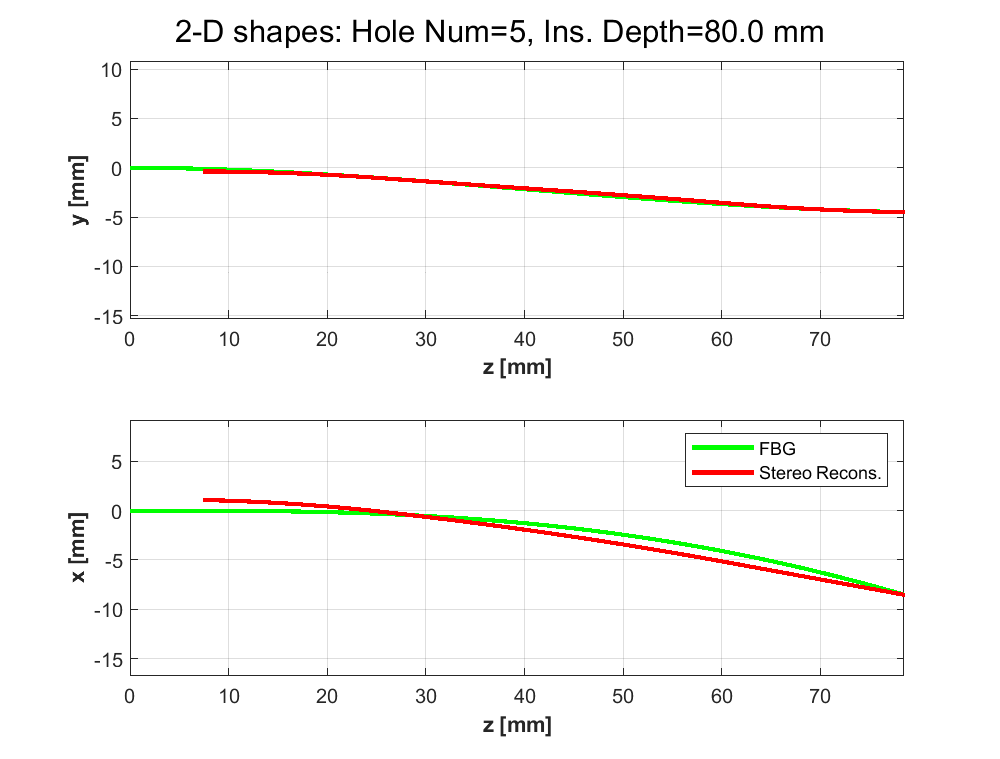 2-D shapes: Hole Num=5, Ins. Depth=80.0 mm
10
5
0
-5
-10
-15
y [mm]
0 10 20 30 40 50 60 70
z [mm]
FBG
Stereo Recons.
5
0
-5
-10
-15
x [mm]
0 10 20 30 40 50 60 70
z [mm]